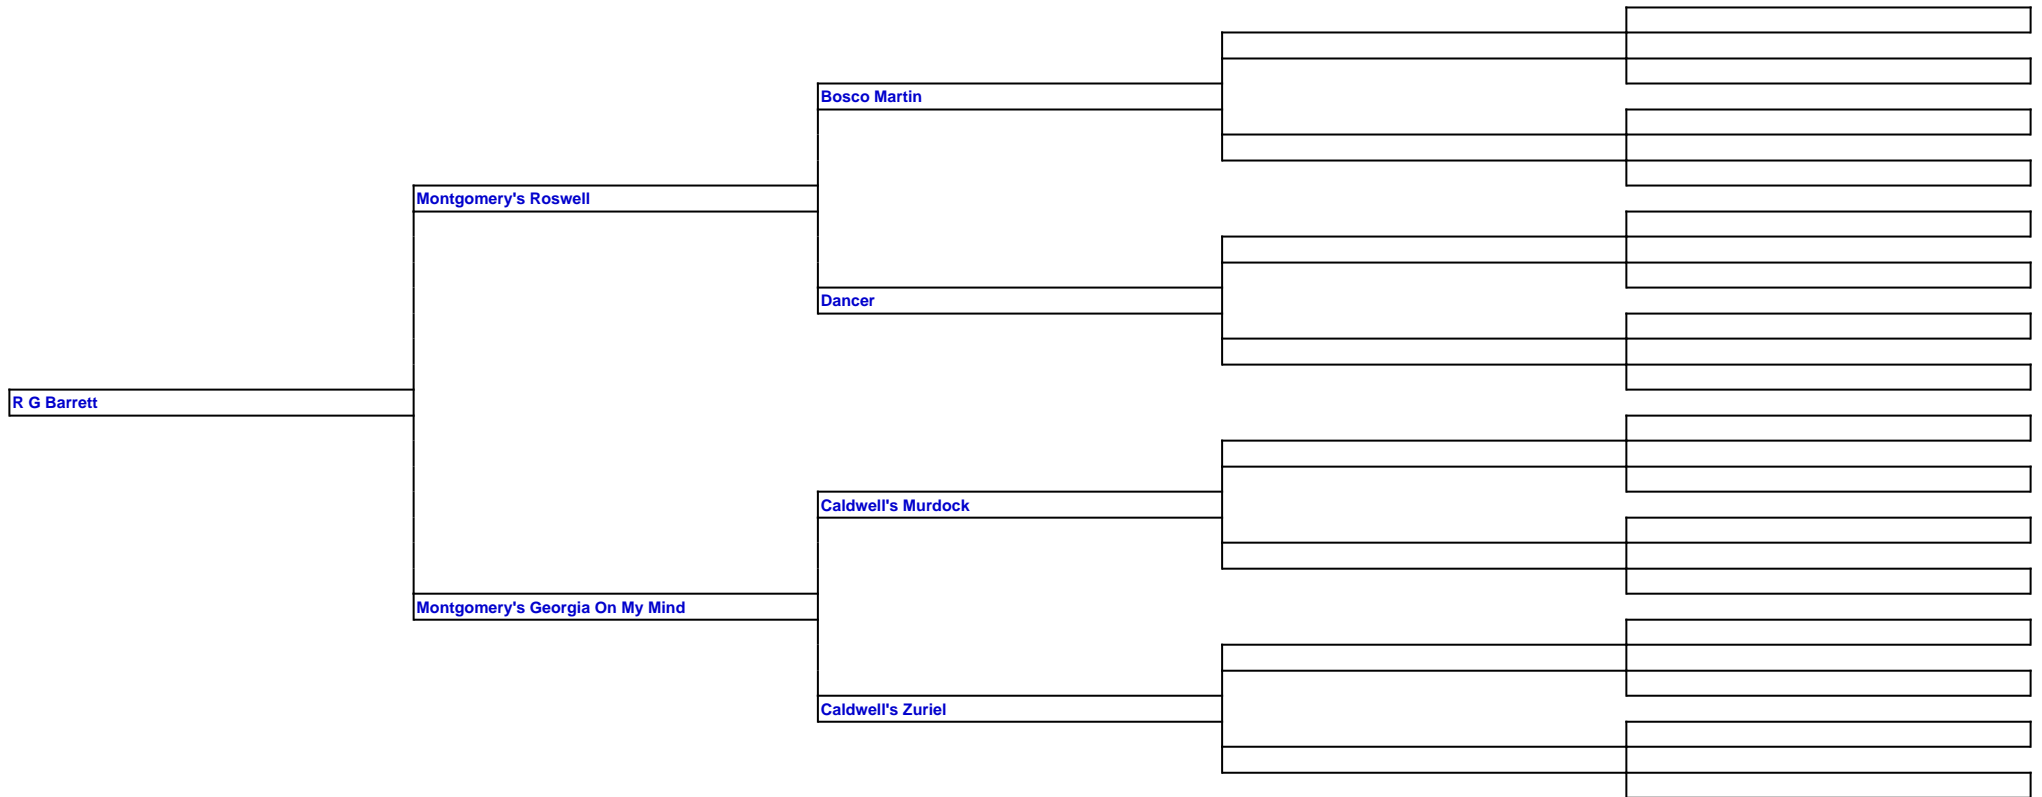 Bosco Martin
Montgomery's Roswell
Dancer
R G Barrett
Caldwell's Murdock
Montgomery's Georgia On My Mind
Caldwell's Zuriel